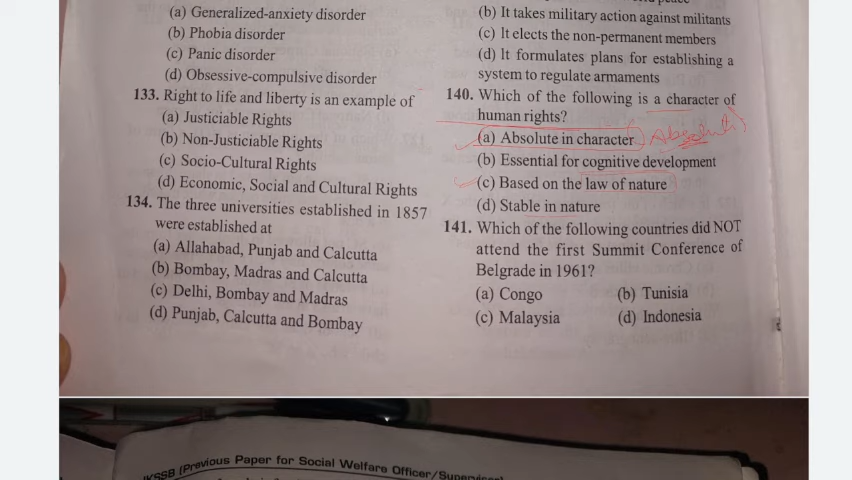 (a) Generalized-anxiety disorder
(b) Phobia disorder
(c) Panic disorder
(d) Obsessive-compulsive disorder
133. Right to life and liberty is an example of
(a) Justiciable Rights
(b) Non-Justiciable Rights
(c) Socio-Cultural Rights
(d) Economic, Social and Cultural Rights
134. The three universities established in 1857
were established at
(a) Allahabad, Punjab and Calcutta
(b) Bombay, Madras and Calcutta
(c) Delhi, Bombay and Madras
(d) Punjab, Calcutta and Bombay
peace
(b) It takes military action against militants
(c) It elects the non-permanent members
(d) It formulates plans for establishing a
system to regulate armaments
140. Which of the following is a character of
human rights?
(a) Absolute in character Absolute
(b) Essential for cognitive development
(c) Based on the law of nature
(d) Stable in nature
141. Which of the following countries did NOT
attend the first Summit Conference of
Belgrade in 1961?
(a) Congo (b) Tunisia
(c) Malaysia (d) Indonesia
JKSSB (Previous Paper for Social Welfare Officer/Supervisor)